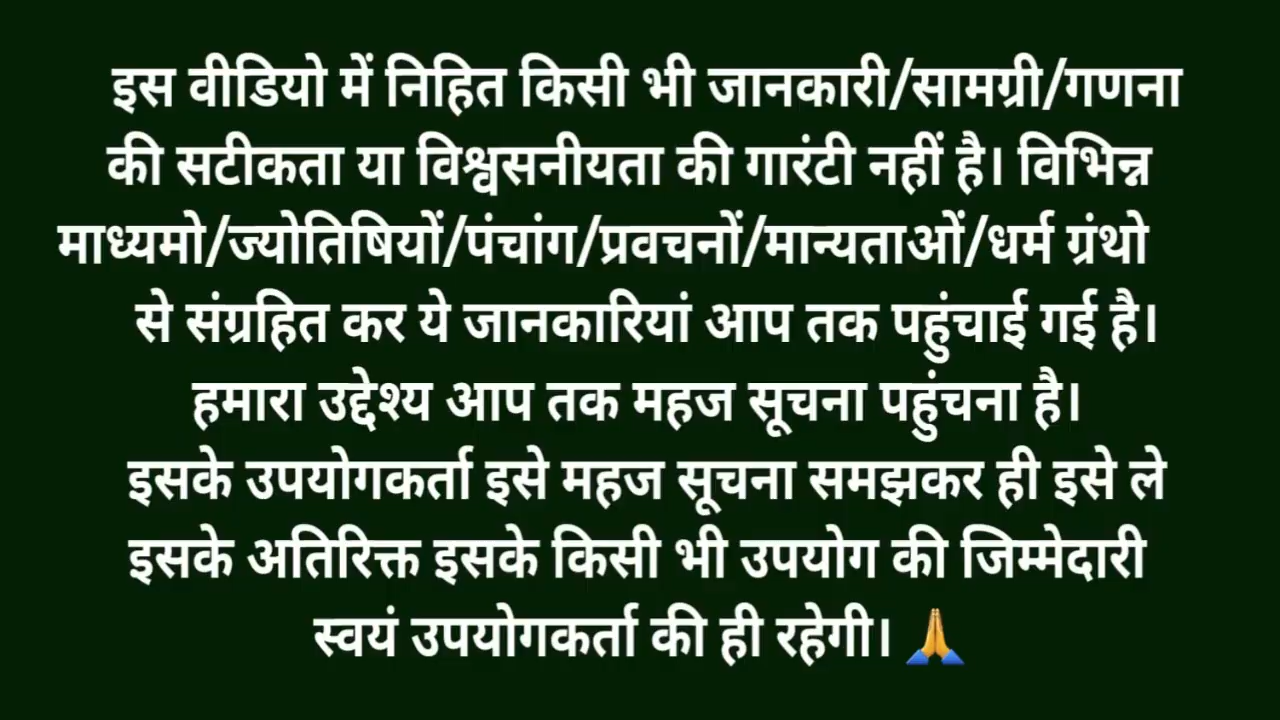 इस वीडियो में निहित किसी भी जानकारी/सामग्री/गणना
की सटीकता या विश्वसनीयता की गारंटी नहीं है। विभिन्न
माध्यमो/ज्योतिषियों/पंचांग/प्रवचनों/मान्यताओं/धर्म ग्रंथो
से संग्रहित कर ये जानकारियां आप तक पहुंचाई गई है।
हमारा उद्देश्य आप तक महज सूचना पहुंचना है।
इसके उपयोगकर्ता इसे महज सूचना समझकर ही इसे ले
इसके अतिरिक्त इसके किसी भी उपयोग की जिम्मेदारी
स्वयं उपयोगकर्ता की ही रहेगी। 🙏